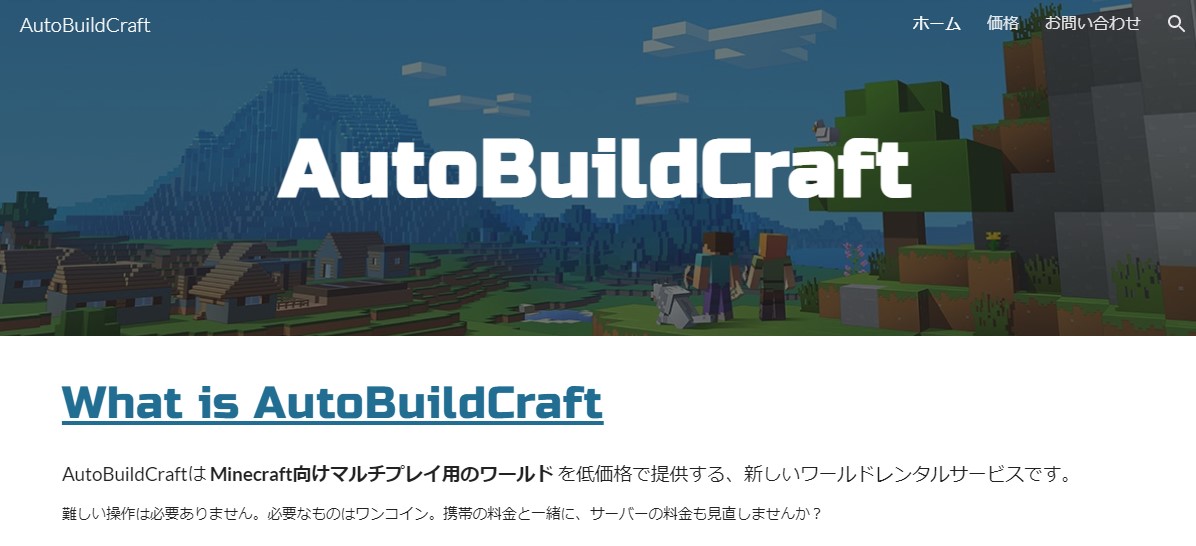 AutoBuildCraft
ホーム 価格 お問い合わせ
AutoBuildCraft
What is AutoBuildCraft
AutoBuildCraftは Minecraft向けマルチプレイ用のワールド を低価格で提供する、新しいワールドレンタルサービスです。
難しい操作は必要ありません。必要なものはワンコイン。携帯の料金と一緒に、サーバーの料金も見直しませんか？